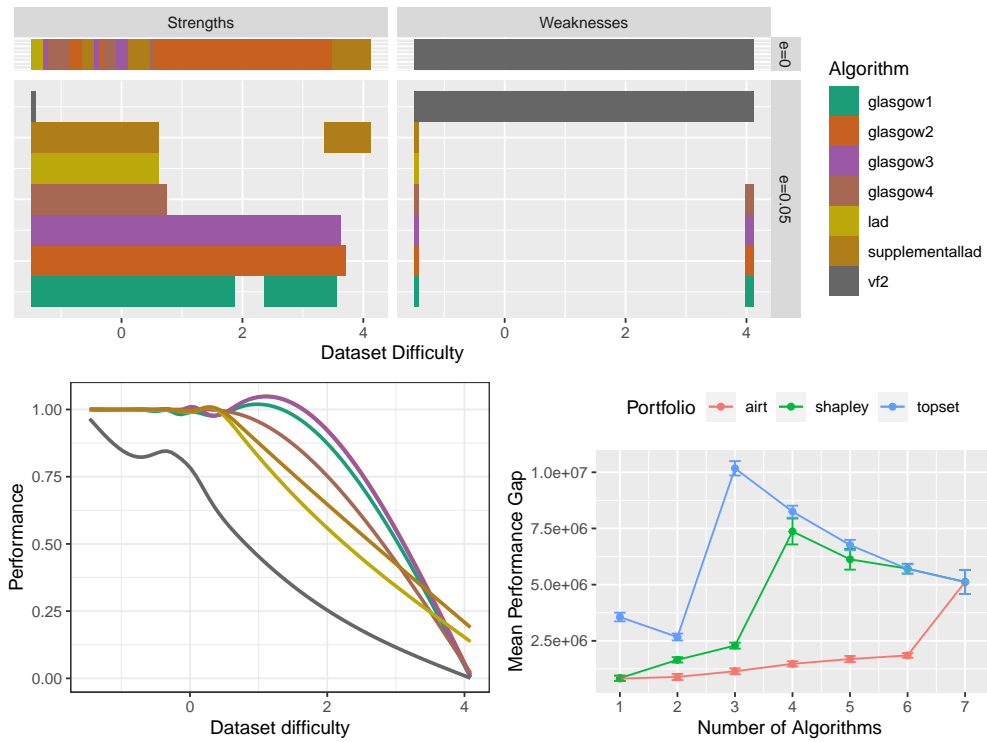 Strengths
Weaknesses
e=0
e=0.05
0
2
4
0
2
4
Dataset Difficulty
Algorithm
glasgow1
glasgow2
glasgow3
glasgow4
lad
supplementallad
vf2
Performance
1.00
0.75
0.50
0.25
0.00
0
2
4
Dataset difficulty
Portfolio airt shapley topset
Mean Performance Gap
1.0e+07
7.5e+06
5.0e+06
2.5e+06
1 2 3 4 5 6 7
Number of Algorithms